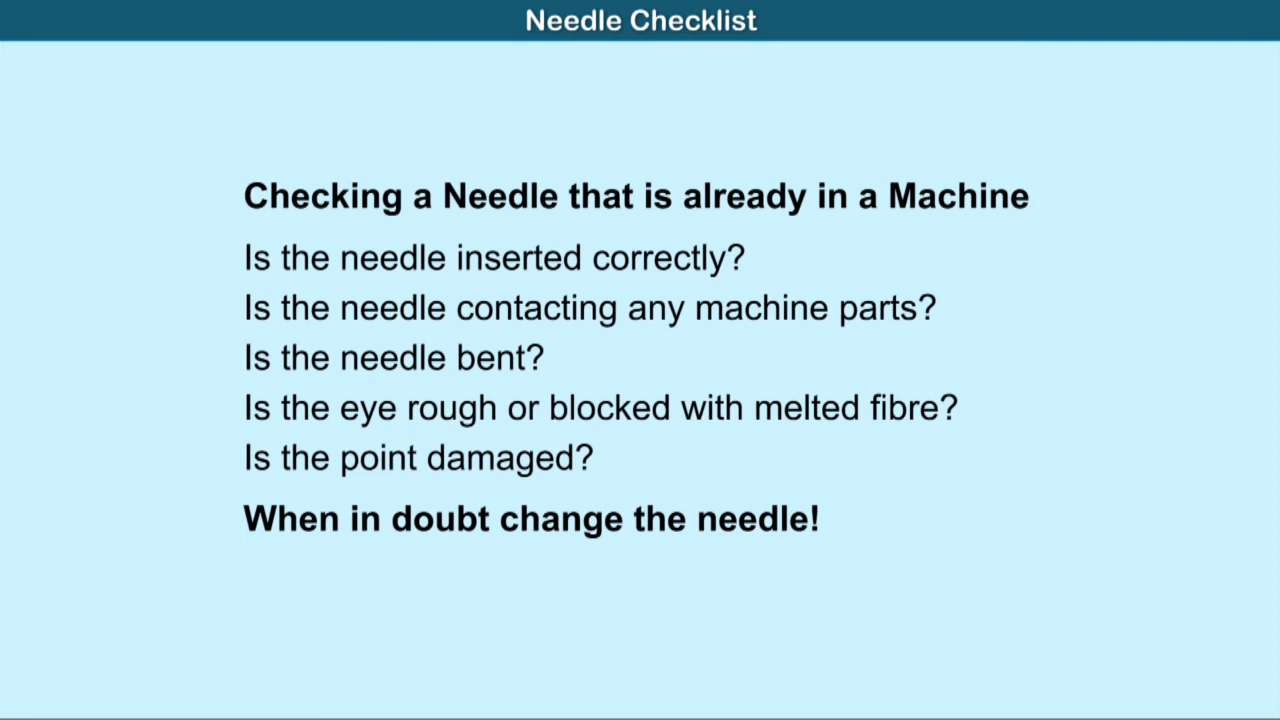 Needle Checklist
Checking a Needle that is already in a Machine
Is the needle inserted correctly?
Is the needle contacting any machine parts?
Is the needle bent?
Is the eye rough or blocked with melted fibre?
Is the point damaged?
When in doubt change the needle!